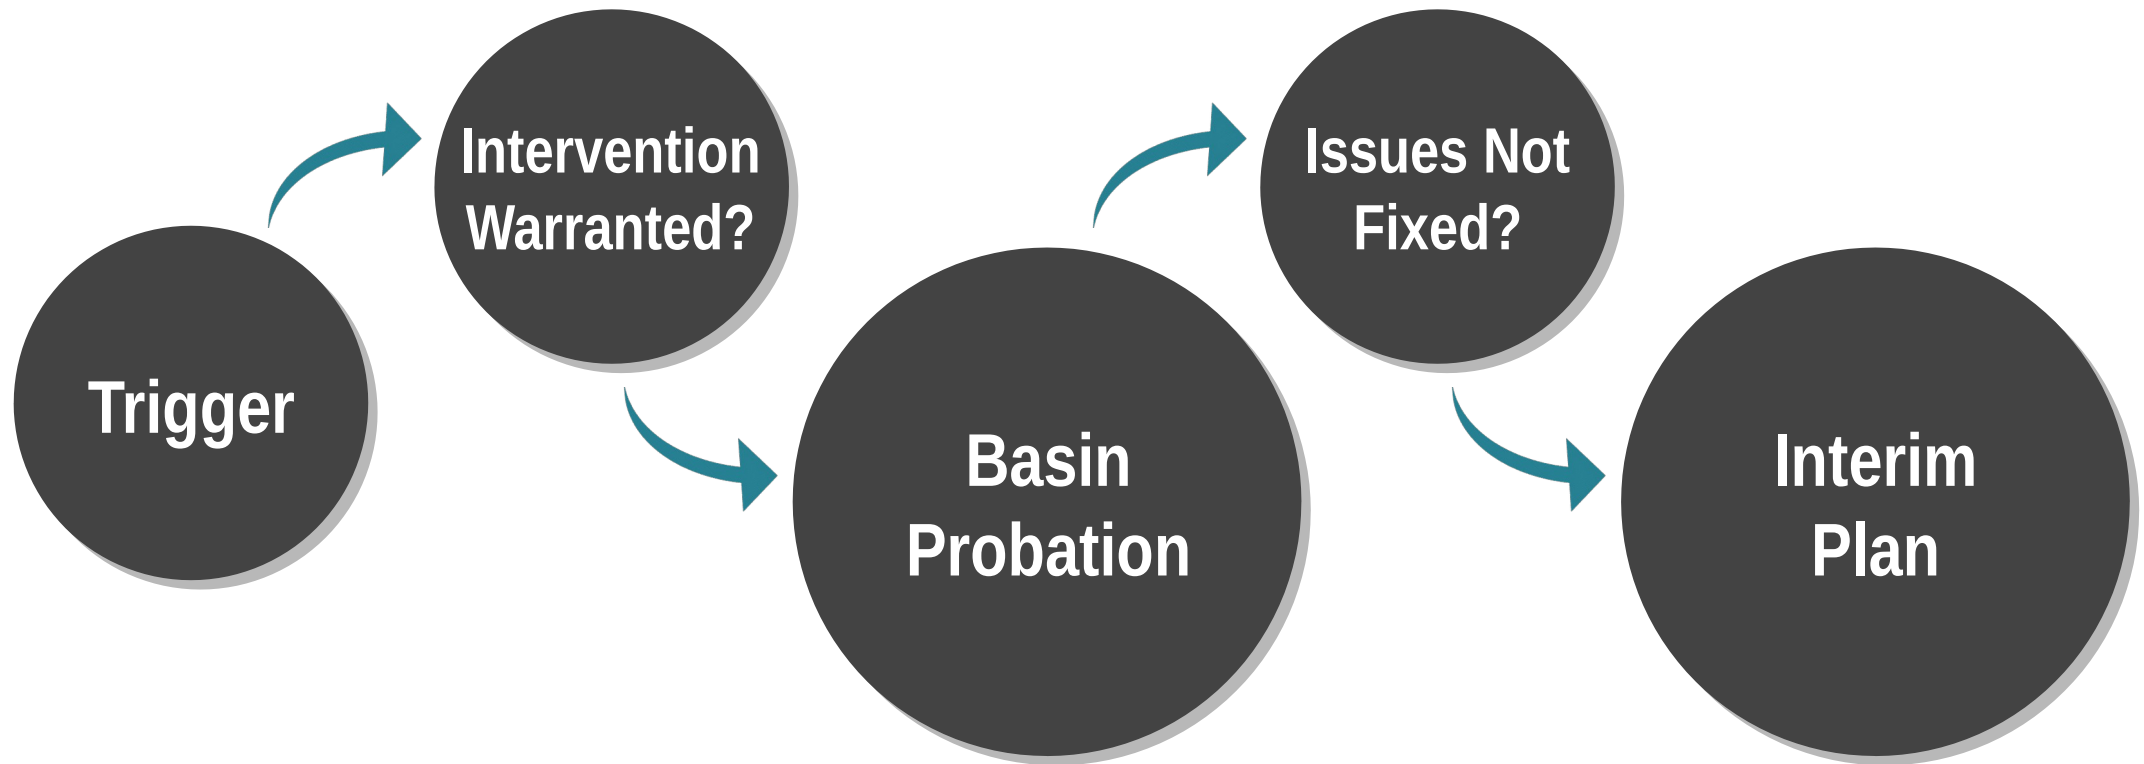 Trigger
Intervention
Warranted?
Basin
Probation
Issues Not
Fixed?
Interim
Plan